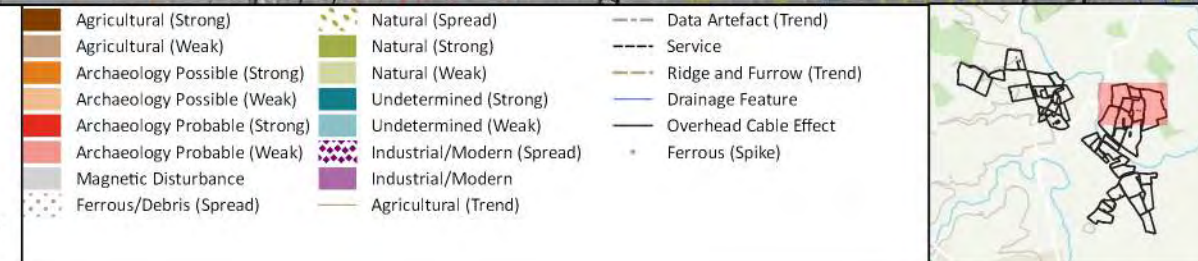 Agricultural (Strong)
Agricultural (Weak)
Archaeology Possible (Strong)
Archaeology Possible (Weak)
Archaeology Probable (Strong)
Archaeology Probable (Weak)
Magnetic Disturbance
Ferrous/Debris (Spread)
Natural (Spread)
Natural (Strong)
Natural (Weak)
Undetermined (Strong)
Undetermined (Weak)
Industrial/Modern (Spread)
Industrial/Modern
Agricultural (Trend)
Data Artefact (Trend)
Service
Ridge and Furrow (Trend)
Drainage Feature
Overhead Cable Effect
Ferrous (Spike)